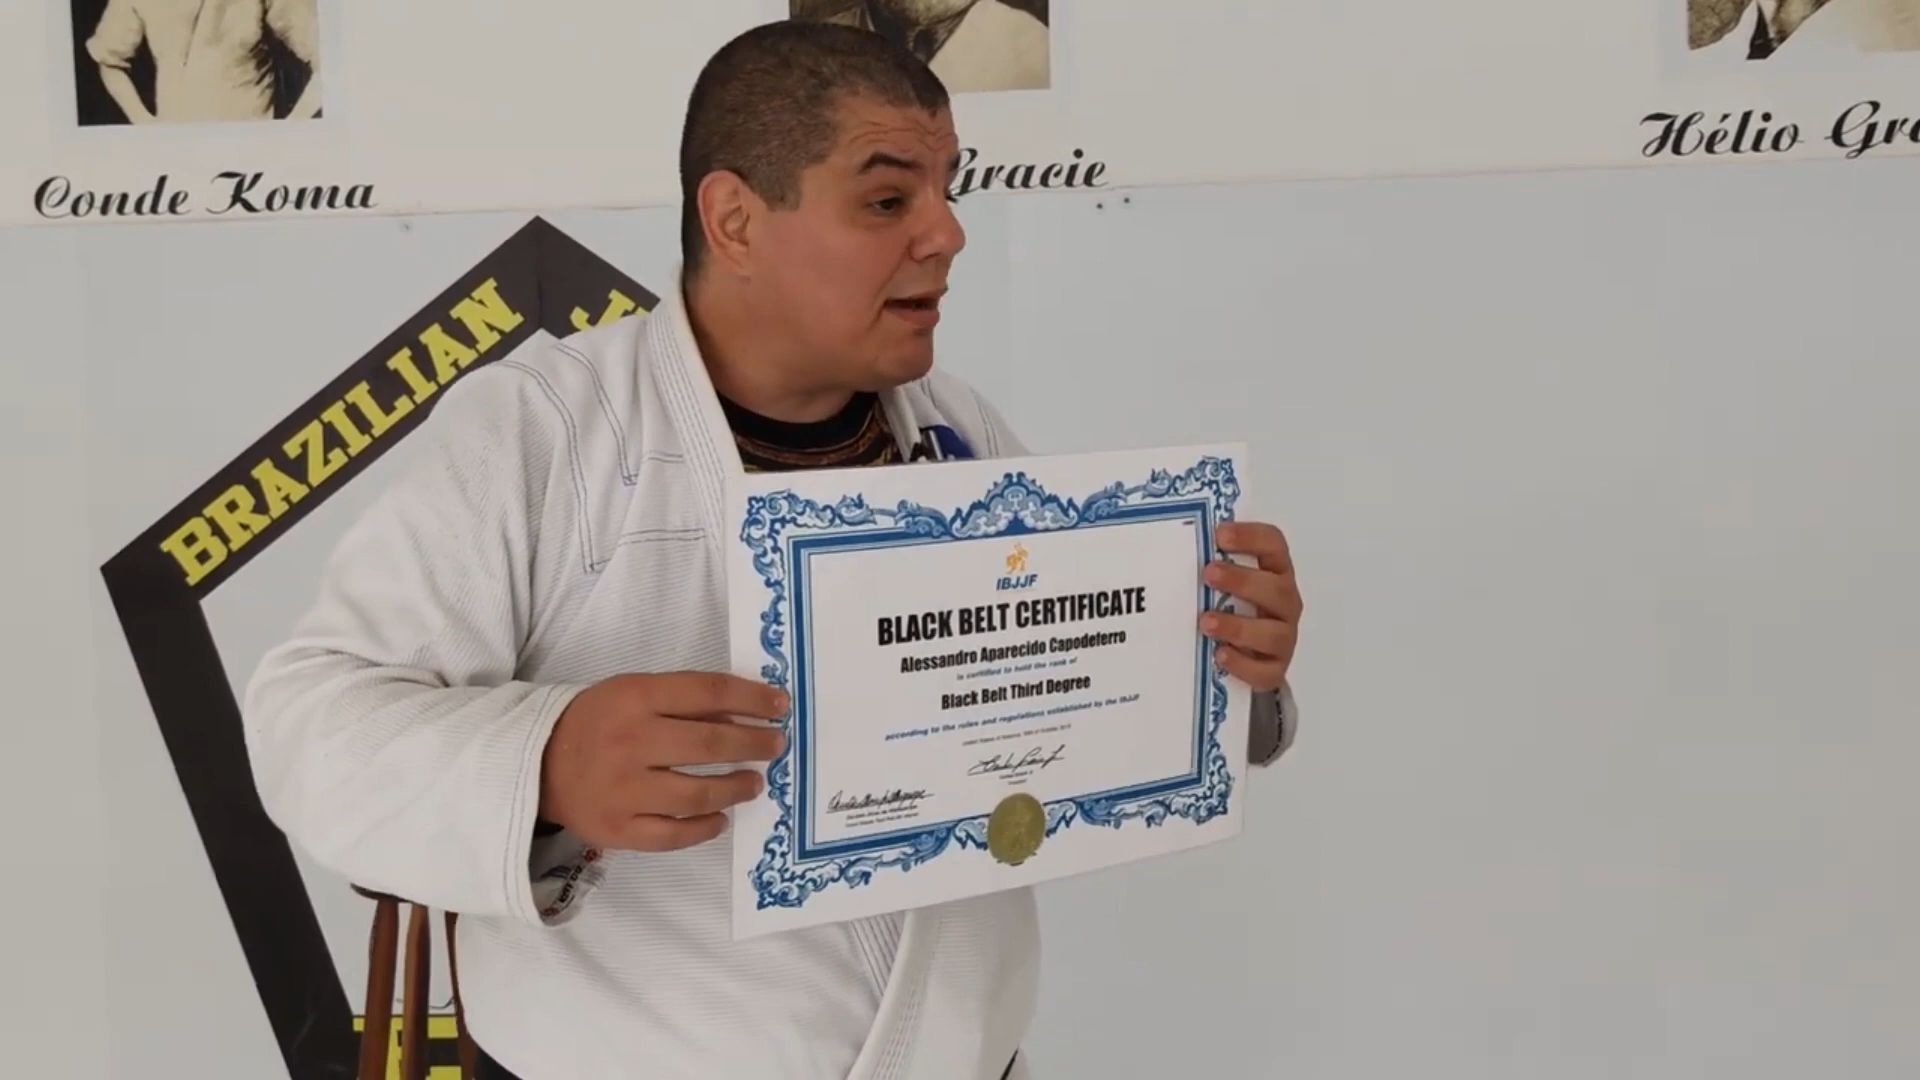 Conde Koma
Gracie
Hélio Gra
BRAZILIAN
IBJJF
BLACK BELT CERTIFICATE
Alessandro Aparecido Capodeferro
is certified to hold the rank of
Black Belt Third Degree
according to the rules and regulations established by the IBJJF